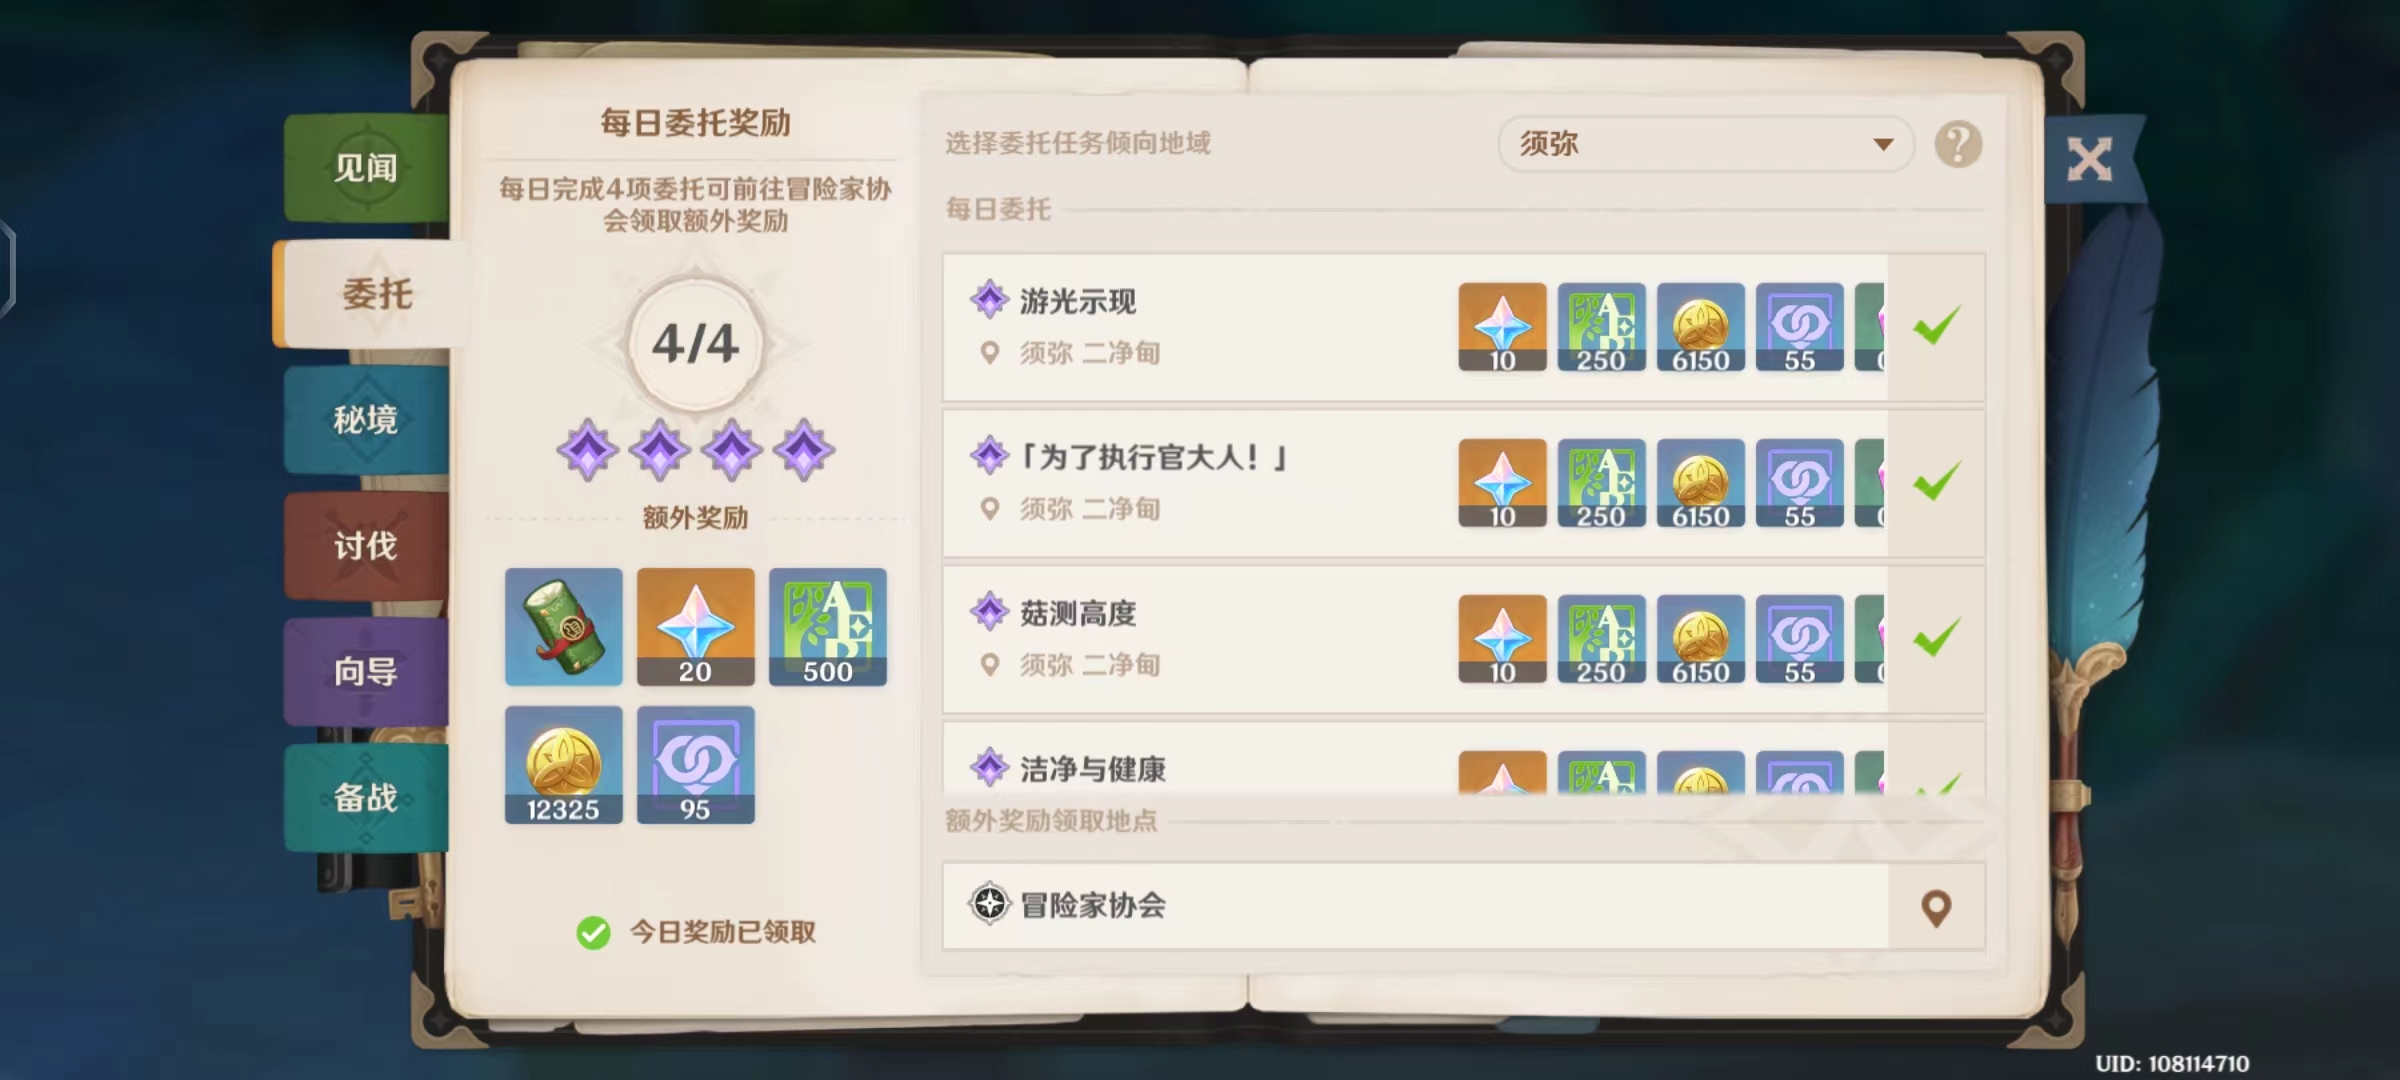 见闻
委托
秘境
讨伐
向导
备战
每日委托奖励
每日完成4项委托可前往冒险家协
会领取额外奖励
4/4
额外奖励
20
500
12325
95
今日奖励已领取
选择委托任务倾向地域
须弥
?
每日委托
游光示现
须弥 二净甸
10
250
6150
55
「为了执行官大人！」
须弥 二净甸
10
250
6150
55
菇测高度
须弥 二净甸
10
250
6150
55
洁净与健康
额外奖励领取地点
冒险家协会
UID: 108114710